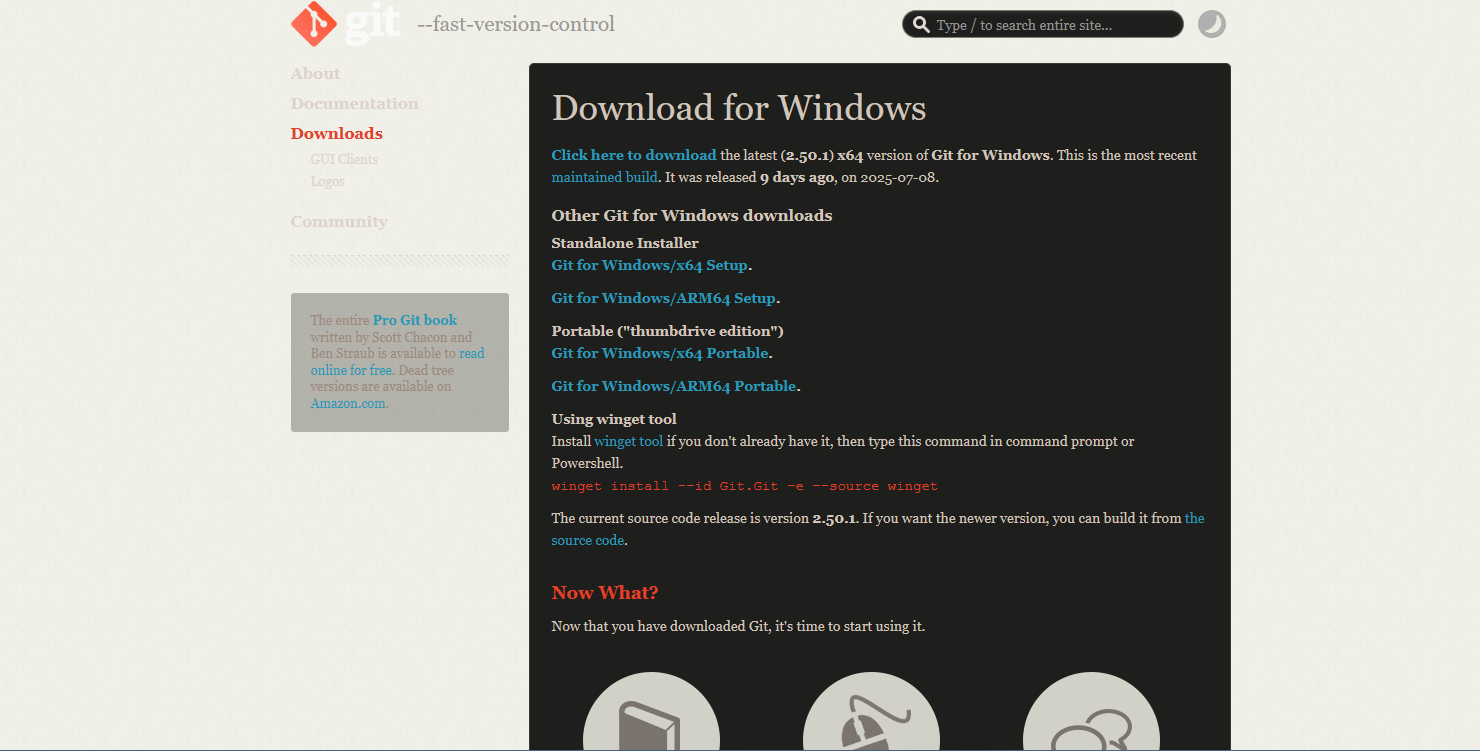 git --fast-version-control
Type / to search entire site...
About
Documentation
Downloads
GUI Clients
Logos
Community
The entire Pro Git book
written by Scott Chacon and
Ben Straub is available to read
online for free. Dead tree
versions are available on
Amazon.com.
Download for Windows
Click here to download the latest (2.50.1) x64 version of Git for Windows. This is the most recent
maintained build. It was released 9 days ago, on 2025-07-08.
Other Git for Windows downloads
Standalone Installer
Git for Windows/x64 Setup.
Git for Windows/ARM64 Setup.
Portable ("thumbdrive edition")
Git for Windows/x64 Portable.
Git for Windows/ARM64 Portable.
Using winget tool
Install winget tool if you don't already have it, then type this command in command prompt or
Powershell.
winget install --id Git.Git -e --source winget
The current source code release is version 2.50.1. If you want the newer version, you can build it from the
source code.
Now What?
Now that you have downloaded Git, it's time to start using it.